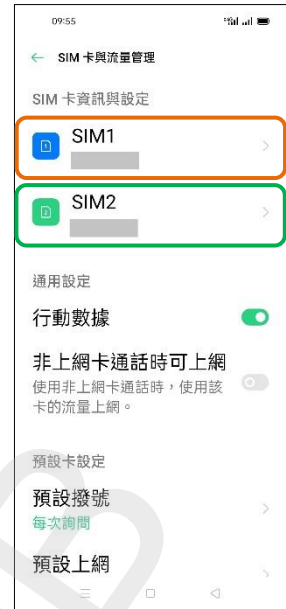 09:55
SIM 卡與流量管理
SIM 卡資訊與設定
SIM1
SIM2
通用設定
行動數據
非上網卡通話時可上網
使用非上網卡通話時，使用該
卡的流量上網。
預設卡設定
預設撥號
每次詢問
預設上網